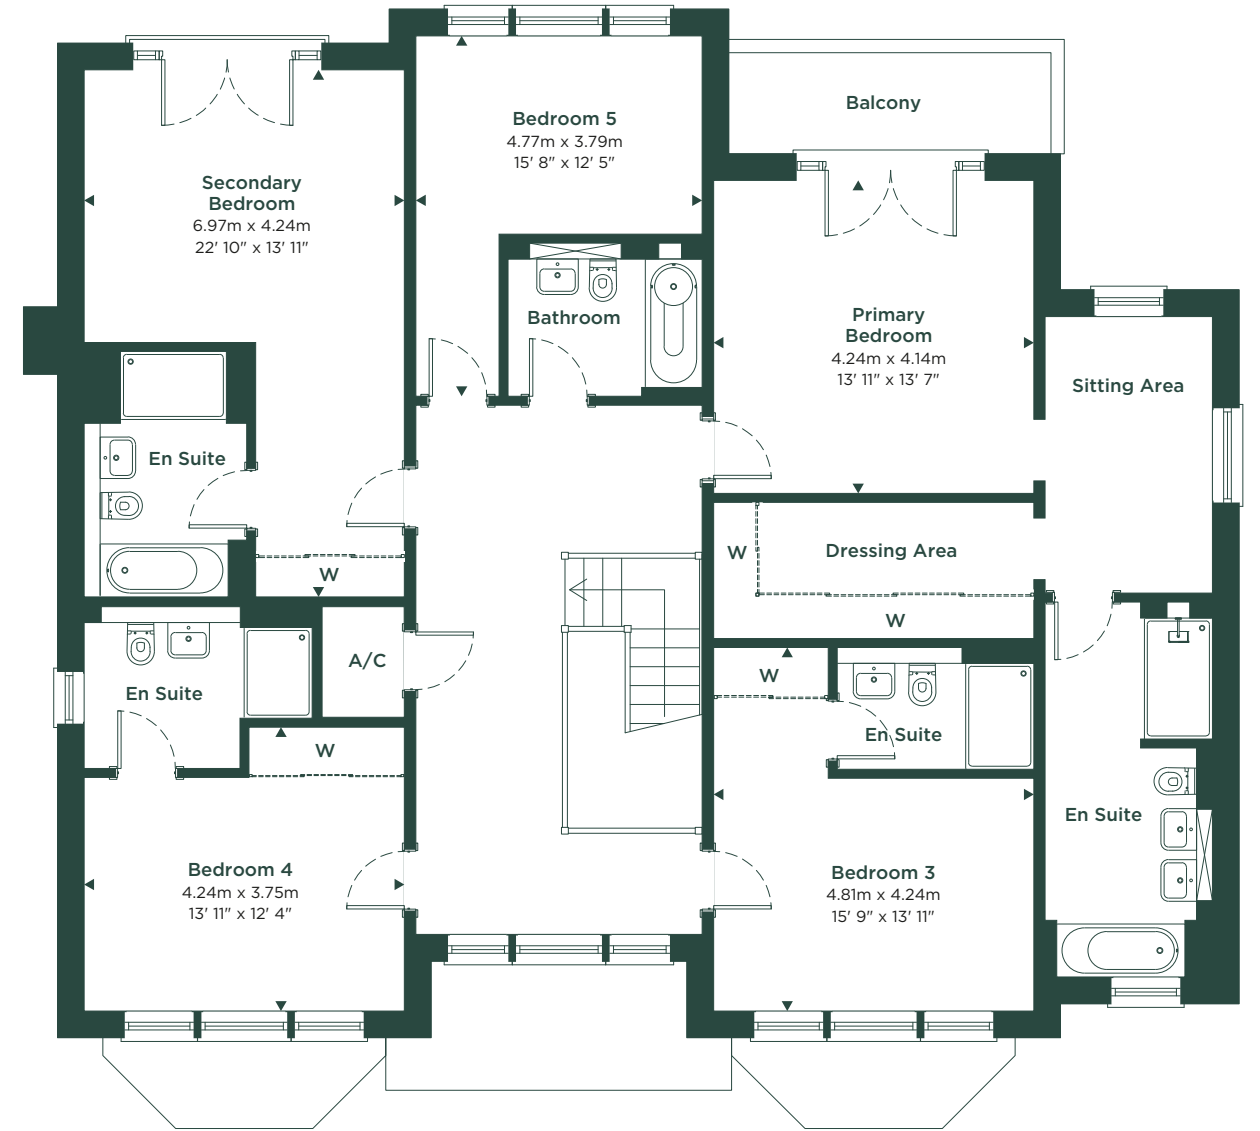 Balcony
Bedroom 5
4.77m x 3.79m
15' 8" x 12' 5"
Secondary
Bedroom
6.97m x 4.24m
22' 10" x 13' 11"
Bathroom
Primary
Bedroom
4.24m x 4.14m
13' 11" x 13' 7"
Sitting Area
En Suite
W
W
Dressing Area
W
A/C
En Suite
W
W
En Suite
En Suite
Bedroom 4
4.24m x 3.75m
13' 11" x 12' 4"
Bedroom 3
4.81m x 4.24m
15' 9" x 13' 11"